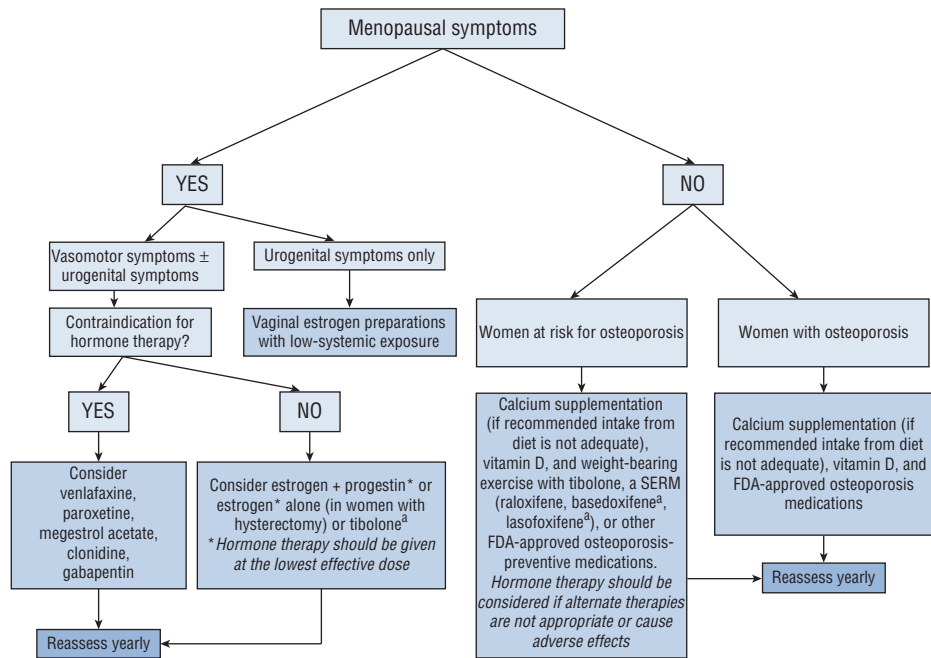 Menopausal symptoms
YES
NO
Vasomotor symptoms ±
urogenital symptoms
Urogenital symptoms only
Contraindication for
hormone therapy?
Vaginal estrogen preparations
with low-systemic exposure
YES
NO
Consider
venlafaxine,
paroxetine,
megestrol acetate,
clonidine,
gabapentin
Consider estrogen + progestin* or
estrogen* alone (in women with
hysterectomy) or tiboloneª
*Hormone therapy should be given
at the lowest effective dose
Reassess yearly
Women at risk for osteoporosis
Women with osteoporosis
Calcium supplementation
(if recommended intake from
diet is not adequate),
vitamin D, and weight-bearing
exercise with tibolone, a SERM
(raloxifene, basedoxifeneª,
lasofoxifeneª), or other
FDA-approved osteoporosis-
preventive medications.
Hormone therapy should be
considered if alternate therapies
are not appropriate or cause
adverse effects
Calcium supplementation (if
recommended intake from diet
is not adequate), vitamin D, and
FDA-approved osteoporosis
medications
Reassess yearly